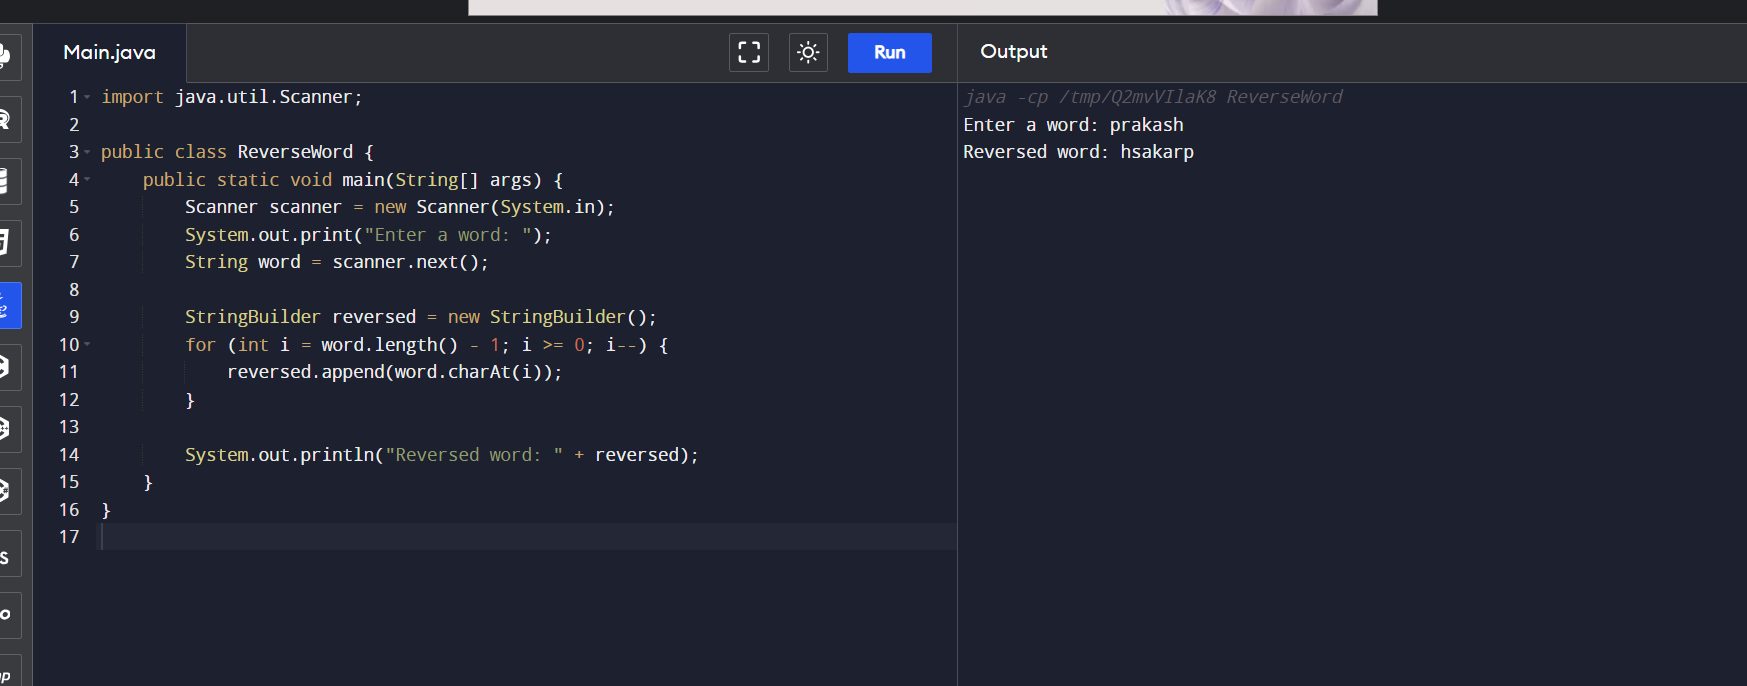 Main.java
Run
Output
1 import java.util.Scanner;
2
3 public class ReverseWord {
4     public static void main(String[] args) {
5         Scanner scanner = new Scanner(System.in);
6         System.out.print("Enter a word: ");
7         String word = scanner.next();
8
9         StringBuilder reversed = new StringBuilder();
10         for (int i = word.length() - 1; i >= 0; i--) {
11             reversed.append(word.charAt(i));
12         }
13
14         System.out.println("Reversed word: " + reversed);
15     }
16 }
17
java -cp /tmp/Q2mvVIlaK8 ReverseWord
Enter a word: prakash
Reversed word: hsakarp